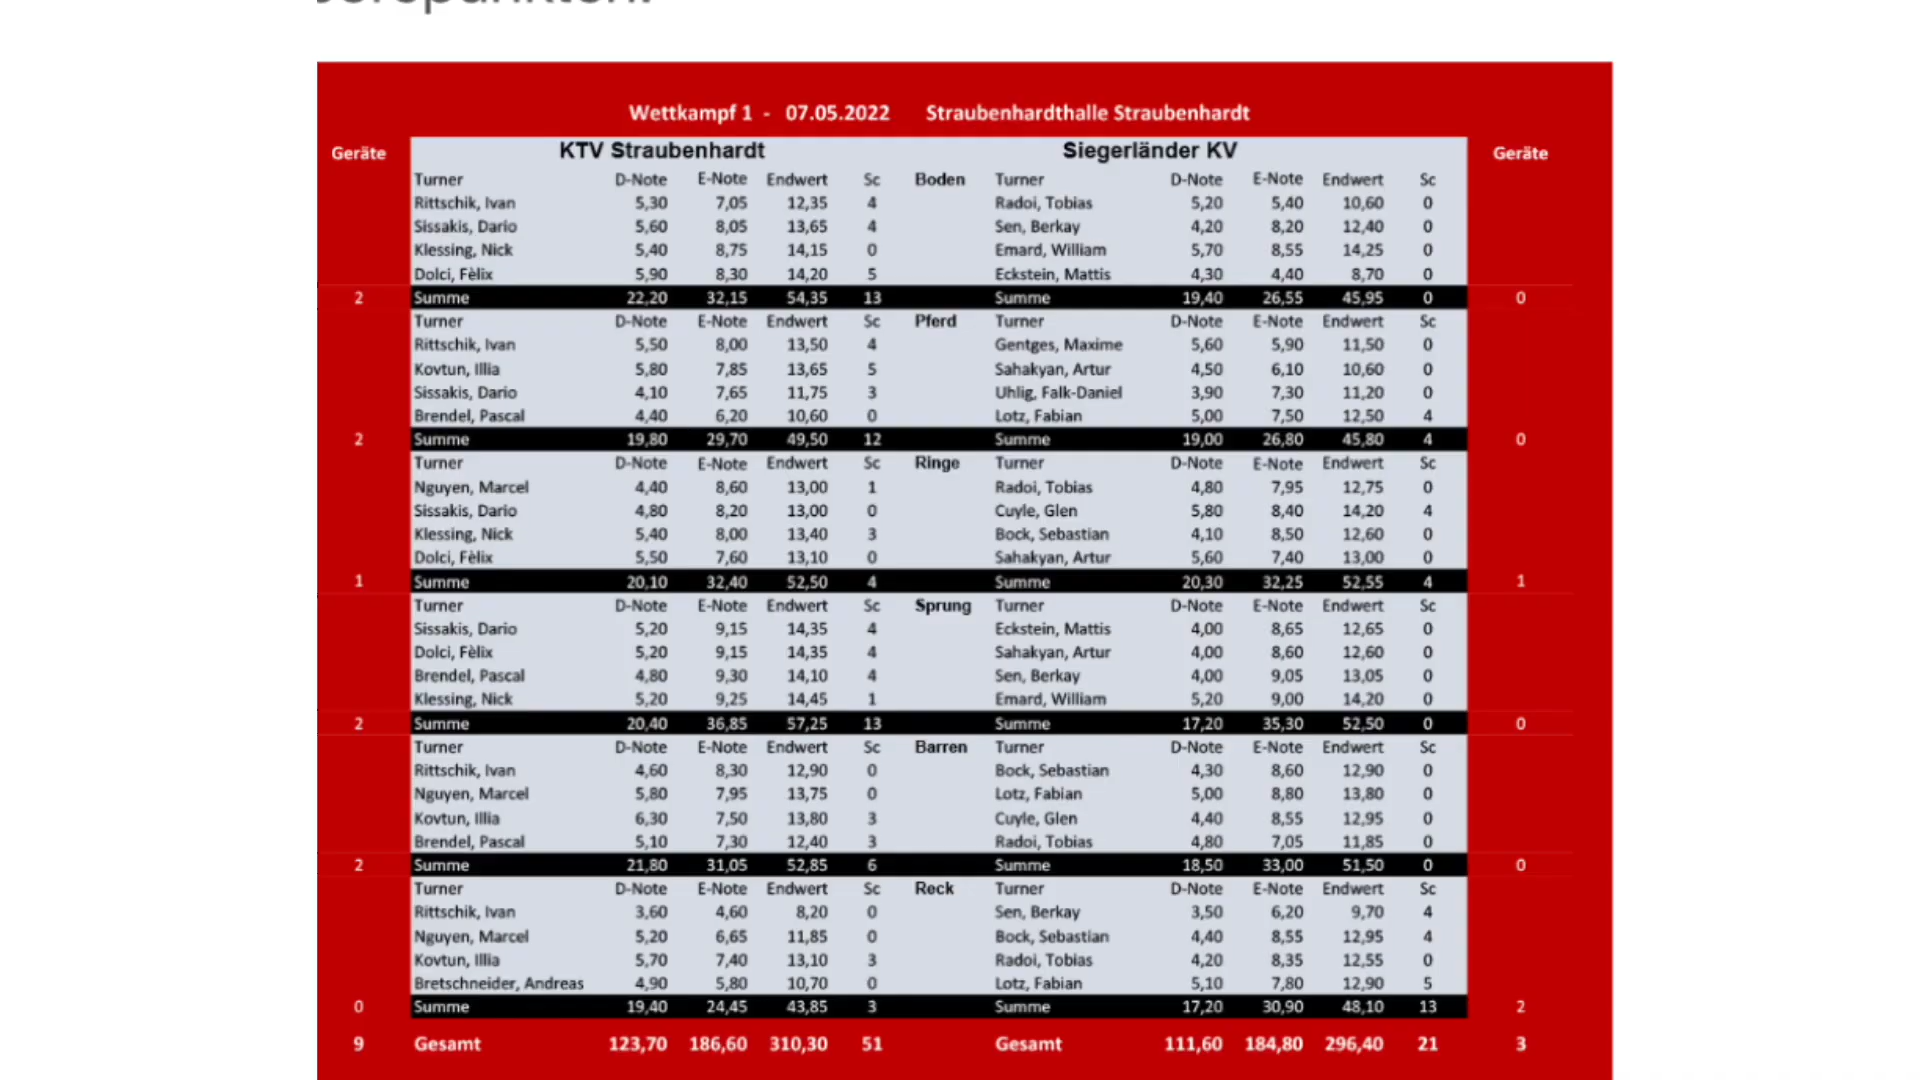 Wettkampf 1 - 07.05.2022 Straubenhardthalle Straubenhardt
Geräte KTV Straubenhardt Siegerländer KV Geräte
Turner D-Note E-Note Endwert Sc Boden Turner D-Note E-Note Endwert Sc
Rittschik, Ivan 5,30 7,05 12,35 4 Radoi, Tobias 5,20 5,40 10,60 0
Sissakis, Dario 5,60 8,05 13,65 4 Sen, Berkay 4,20 8,20 12,40 0
Klessing, Nick 5,40 8,75 14,15 0 Emard, William 5,70 8,55 14,25 0
Dolci, Fèlix 5,90 8,30 14,20 5 Eckstein, Mattis 4,30 4,40 8,70 0
2 Summe 22,20 32,15 54,35 13 Summe 19,40 26,55 45,95 0 0
Turner D-Note E-Note Endwert Sc Pferd Turner D-Note E-Note Endwert Sc
Rittschik, Ivan 5,50 8,00 13,50 4 Gentges, Maxime 5,60 5,90 11,50 0
Kovtun, Illia 5,80 7,85 13,65 5 Sahakyan, Artur 4,50 6,10 10,60 0
Sissakis, Dario 4,10 7,65 11,75 3 Uhlig, Falk-Daniel 3,90 7,30 11,20 0
Brendel, Pascal 4,40 6,20 10,60 0 Lotz, Fabian 5,00 7,50 12,50 4
2 Summe 19,80 29,70 49,50 12 Summe 19,00 26,80 45,80 4 0
Turner D-Note E-Note Endwert Sc Ringe Turner D-Note E-Note Endwert Sc
Nguyen, Marcel 4,40 8,60 13,00 1 Radoi, Tobias 4,80 7,95 12,75 0
Sissakis, Dario 4,80 8,20 13,00 0 Cuyle, Glen 5,80 8,40 14,20 4
Klessing, Nick 5,40 8,00 13,40 3 Bock, Sebastian 4,10 8,50 12,60 0
Dolci, Fèlix 5,50 7,60 13,10 0 Sahakyan, Artur 5,60 7,40 13,00 0
1 Summe 20,10 32,40 52,50 4 Summe 20,30 32,25 52,55 4 1
Turner D-Note E-Note Endwert Sc Sprung Turner D-Note E-Note Endwert Sc
Sissakis, Dario 5,20 9,15 14,35 4 Eckstein, Mattis 4,00 8,65 12,65 0
Dolci, Fèlix 5,20 9,15 14,35 4 Sahakyan, Artur 4,00 8,60 12,60 0
Brendel, Pascal 4,80 9,30 14,10 4 Sen, Berkay 4,00 9,05 13,05 0
Klessing, Nick 5,20 9,25 14,45 1 Emard, William 5,20 9,00 14,20 0
2 Summe 20,40 36,85 57,25 13 Summe 17,20 35,30 52,50 0 0
Turner D-Note E-Note Endwert Sc Barren Turner D-Note E-Note Endwert Sc
Rittschik, Ivan 4,60 8,30 12,90 0 Bock, Sebastian 4,30 8,60 12,90 0
Nguyen, Marcel 5,80 7,95 13,75 0 Lotz, Fabian 5,00 8,80 13,80 0
Kovtun, Illia 6,30 7,50 13,80 3 Cuyle, Glen 4,40 8,55 12,95 0
Brendel, Pascal 5,10 7,30 12,40 3 Radoi, Tobias 4,80 7,05 11,85 0
2 Summe 21,80 31,05 52,85 6 Summe 18,50 33,00 51,50 0 0
Turner D-Note E-Note Endwert Sc Reck Turner D-Note E-Note Endwert Sc
Rittschik, Ivan 3,60 4,60 8,20 0 Sen, Berkay 3,50 6,20 9,70 4
Nguyen, Marcel 5,20 6,65 11,85 0 Bock, Sebastian 4,40 8,55 12,95 4
Kovtun, Illia 5,70 7,40 13,10 3 Radoi, Tobias 4,20 8,35 12,55 0
Bretschneider, Andreas 4,90 5,80 10,70 0 Lotz, Fabian 5,10 7,80 12,90 5
0 Summe 19,40 24,45 43,85 3 Summe 17,20 30,90 48,10 13 2
9 Gesamt 123,70 186,60 310,30 51 Gesamt 111,60 184,80 296,40 21 3